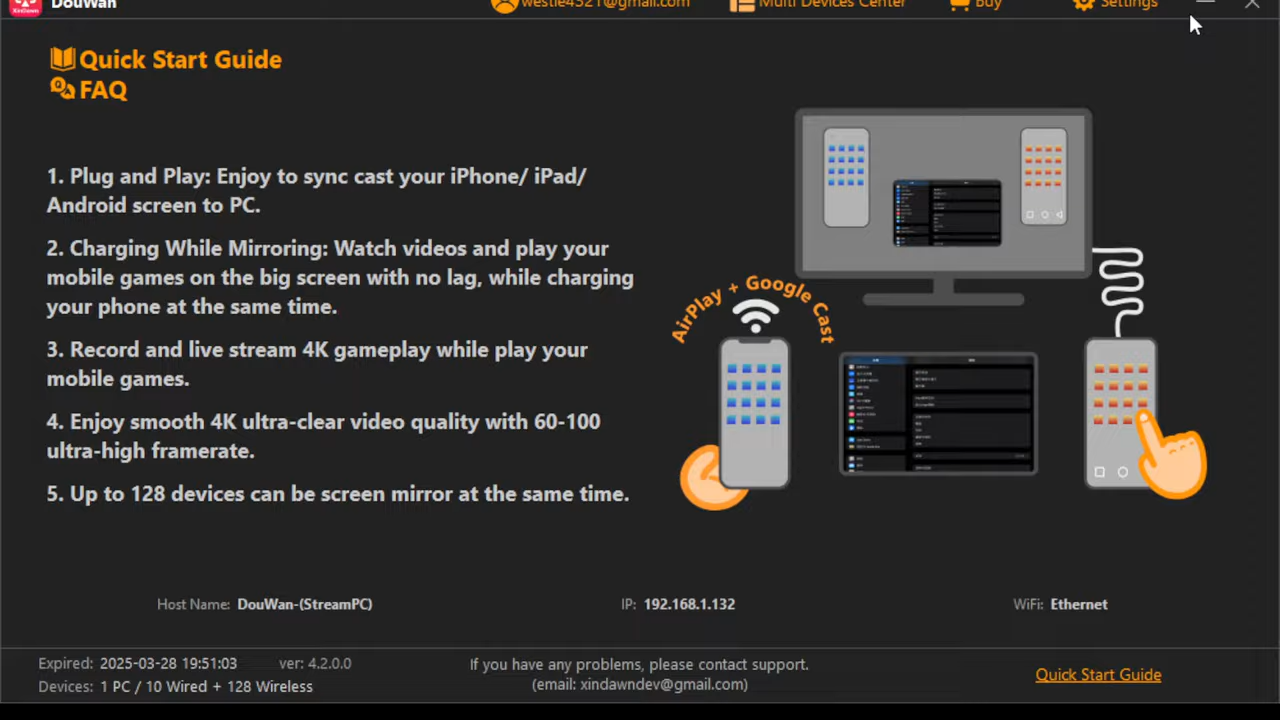 DouWan
westie4321@gmail.com
Multi Devices Center
Buy
Settings
Quick Start Guide
FAQ
1. Plug and Play: Enjoy to sync cast your iPhone/ iPad/
Android screen to PC.
2. Charging While Mirroring: Watch videos and play your
mobile games on the big screen with no lag, while charging
your phone at the same time.
3. Record and live stream 4K gameplay while play your
mobile games.
4. Enjoy smooth 4K ultra-clear video quality with 60-100
ultra-high framerate.
5. Up to 128 devices can be screen mirror at the same time.
AirPlay + Google Cast
Host Name: DouWan-(StreamPC)
IP: 192.168.1.132
WiFi: Ethernet
Expired: 2025-03-28 19:51:03 ver: 4.2.0.0
Devices: 1 PC / 10 Wired + 128 Wireless
If you have any problems, please contact support.
(email: xindawndev@gmail.com)
Quick Start Guide